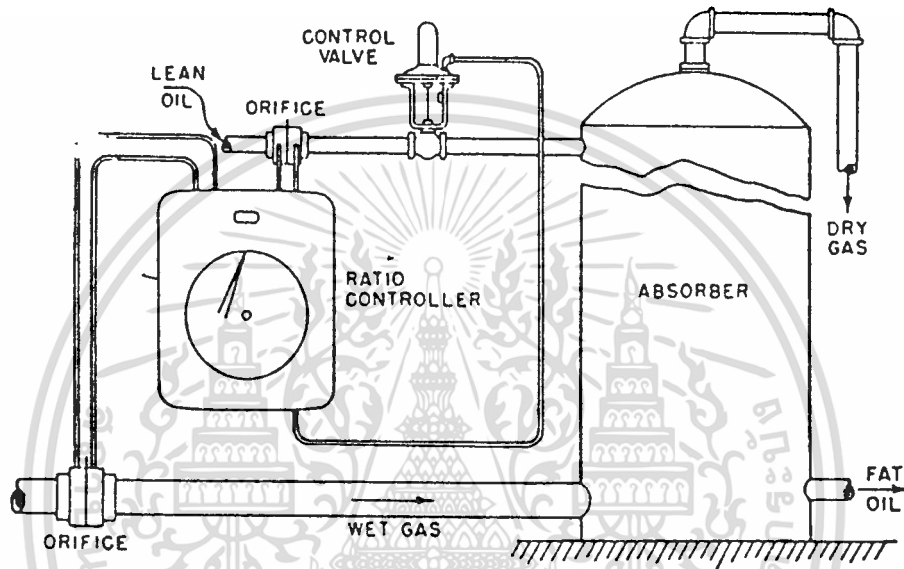 CONTROL
VALVE
LEAN
OIL
ORIFICE
DRY
GAS
RATIO
CONTROLLER
ABSORBER
FAT
OIL
WET GAS
ORIFICE